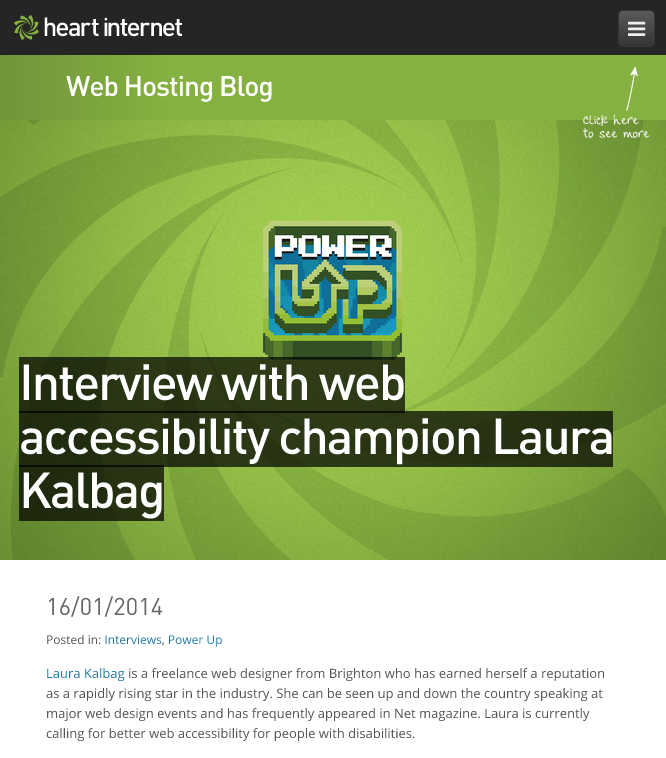 heart internet
Web Hosting Blog
Click here
to see more
POWER
UP
Interview with web
accessibility champion Laura
Kalbag
16/01/2014
Posted in: Interviews, Power Up
Laura Kalbag is a freelance web designer from Brighton who has earned herself a reputation
as a rapidly rising star in the industry. She can be seen up and down the country speaking at
major web design events and has frequently appeared in Net magazine. Laura is currently
calling for better web accessibility for people with disabilities.